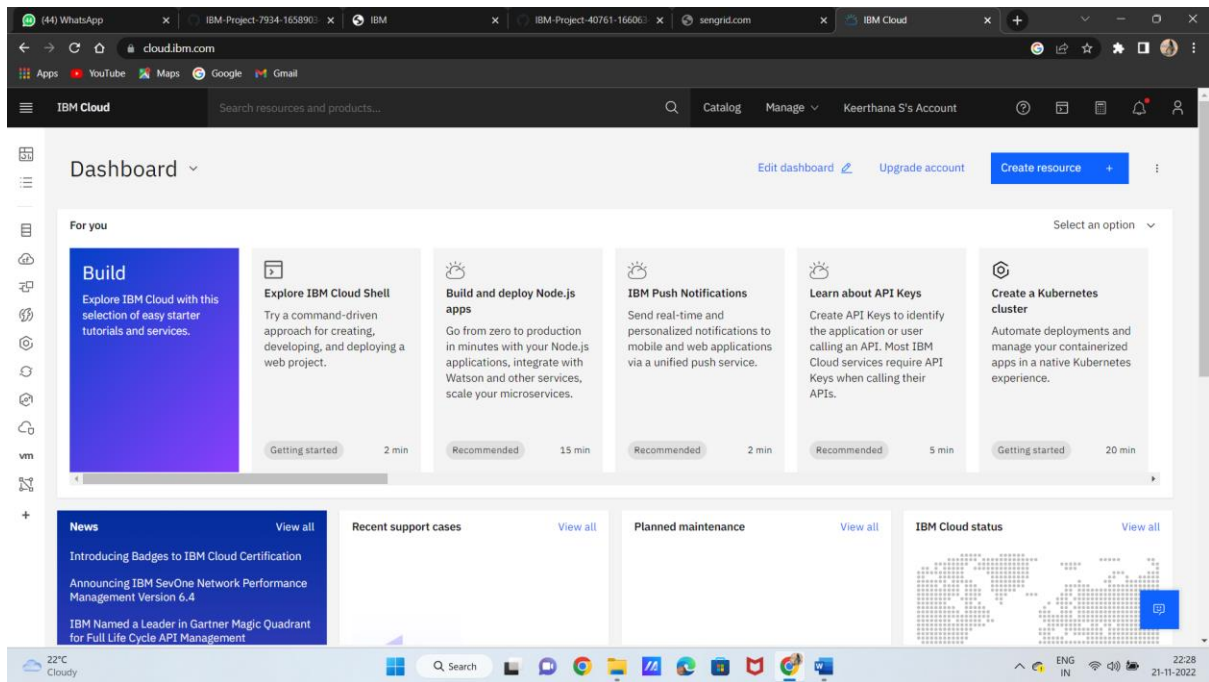 (44) WhatsApp
IBM-Project-7934-1658903
IBM
IBM-Project-40761-166063
sengrid.com
IBM Cloud
cloud.ibm.com
Apps YouTube Maps Google Gmail
IBM Cloud
Search resources and products...
Catalog Manage Keerthana S's Account
Dashboard
Edit dashboard Upgrade account Create resource +
For you
Select an option
Build
Explore IBM Cloud with this
selection of easy starter
tutorials and services.
Explore IBM Cloud Shell
Try a command-driven
approach for creating,
developing, and deploying a
web project.
Getting started 2 min
Build and deploy Node.js
apps
Go from zero to production
in minutes with your Node.js
applications, integrate with
Watson and other services,
scale your microservices.
Recommended 15 min
IBM Push Notifications
Send real-time and
personalized notifications to
mobile and web applications
via a unified push service.
Recommended 2 min
Learn about API Keys
Create API Keys to identify
the application or user
calling an API. Most IBM
Cloud services require API
Keys when calling their
APIs.
Recommended 5 min
Create a Kubernetes
cluster
Automate deployments and
manage your containerized
apps in a native Kubernetes
experience.
Getting started 20 min
vm
News View all
Introducing Badges to IBM Cloud Certification
Announcing IBM SevOne Network Performance
Management Version 6.4
IBM Named a Leader in Gartner Magic Quadrant
for Full Life Cycle API Management
Recent support cases View all
Planned maintenance View all
IBM Cloud status View all
22°C
Cloudy
Search
ENG
IN
22:28
21-11-2022